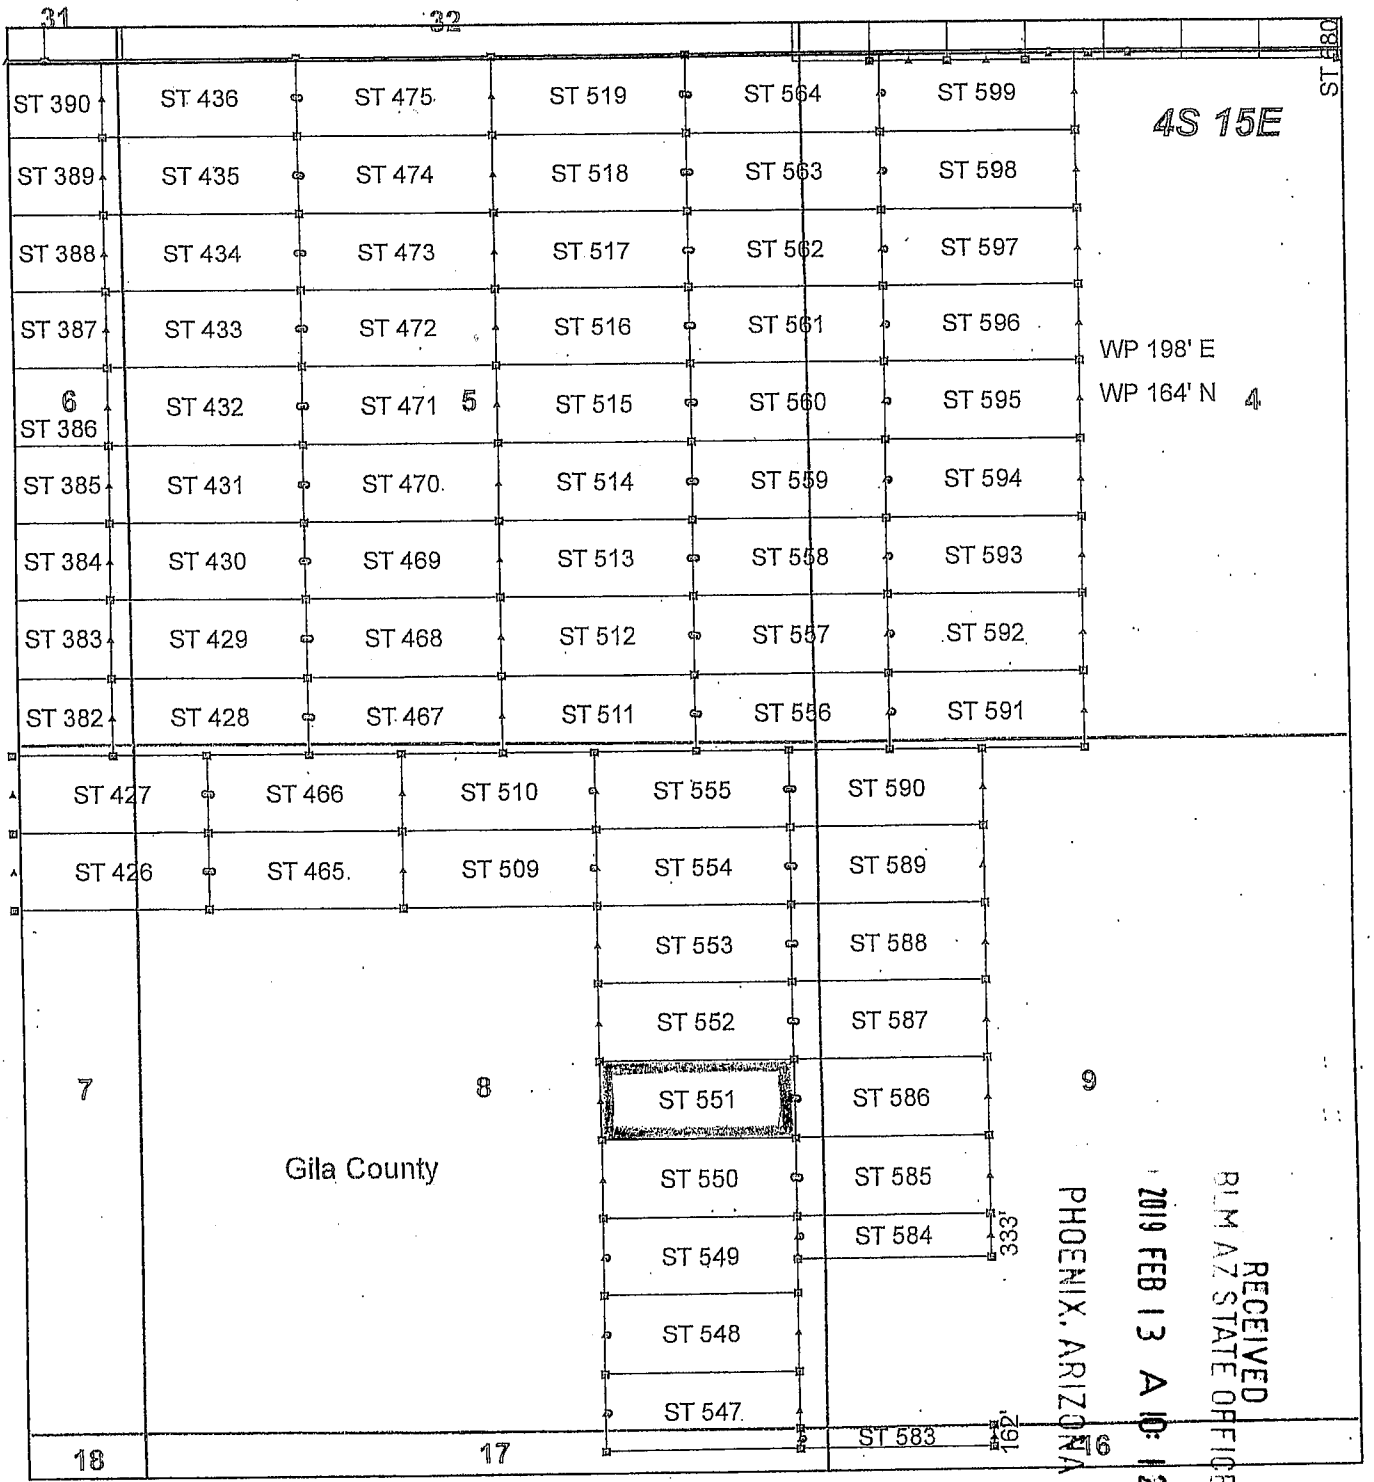 31 32
ST 080
ST 390 ST 436 ST 475 ST 519 ST 564 ST 599
4S 15E
ST 389 ST 435 ST 474 ST 518 ST 563 ST 598
ST 388 ST 434 ST 473 ST 517 ST 562 ST 597
ST 387 ST 433 ST 472 ST 516 ST 561 ST 596
WP 198' E
WP 164' N 4
6 ST 432 ST 471 5 ST 515 ST 560 ST 595
ST 386
ST 385 ST 431 ST 470 ST 514 ST 559 ST 594
ST 384 ST 430 ST 469 ST 513 ST 558 ST 593
ST 383 ST 429 ST 468 ST 512 ST 557 ST 592
ST 382 ST 428 ST 467 ST 511 ST 556 ST 591
ST 427 ST 466 ST 510 ST 555 ST 590
ST 426 ST 465 ST 509 ST 554 ST 589
ST 553 ST 588
ST 552 ST 587
7 8 ST 551 ST 586 9
Gila County
ST 550 ST 585
ST 584 333'
ST 549
ST 548
ST 547
ST 583 162'
18 17 16
RECEIVED
BLM AZ STATE OFFICE
2019 FEB 13 A 10:
PHOENIX, ARIZONA